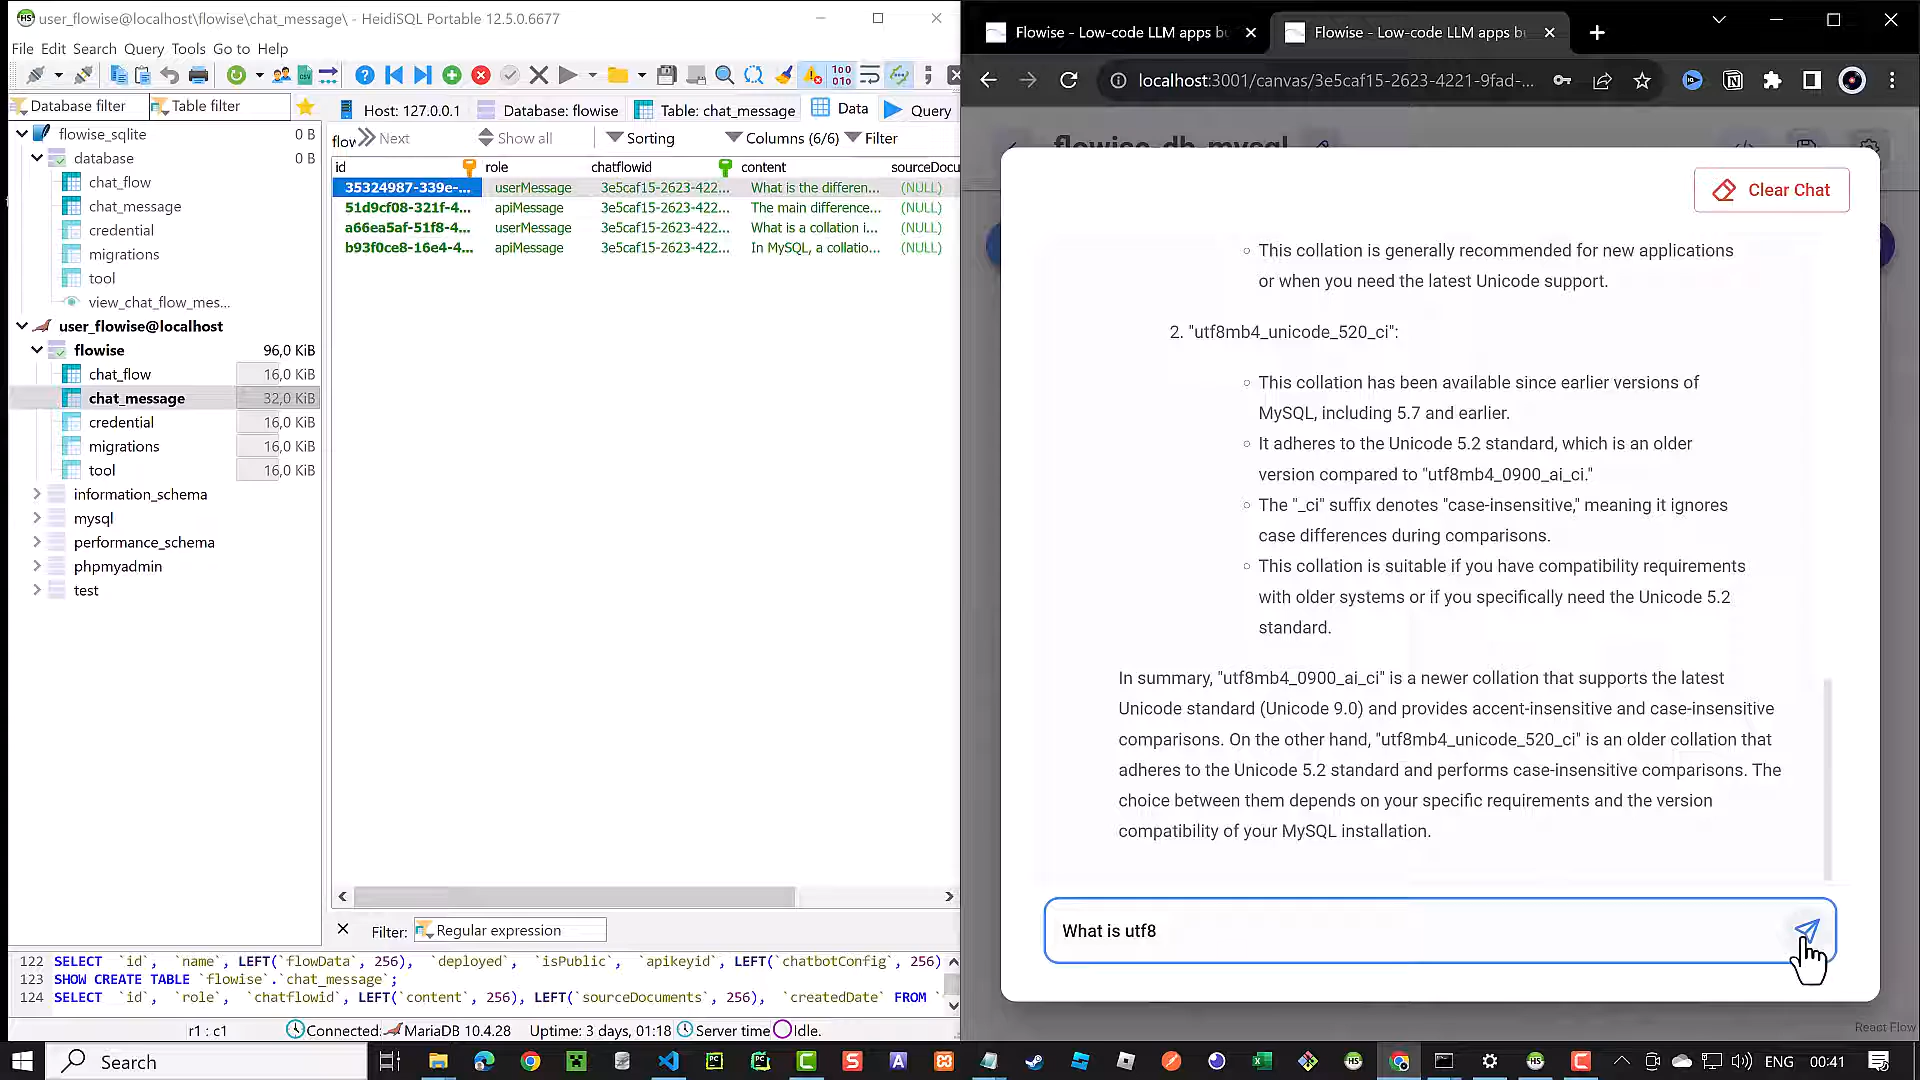 user_flowise@localhost\flowise\chat_message\ - HeidiSQL Portable 12.5.0.6677
File Edit Search Query Tools Go to Help
Database filter
Table filter
Host: 127.0.0.1
Database: flowise
Table: chat_message
Data
Query
flow
Next
Show all
Sorting
Columns (6/6)
Filter
flowise_sqlite 0 B
database 0 B
chat_flow
chat_message
credential
migrations
tool
view_chat_flow_mes...
user_flowise@localhost
flowise 96,0 KiB
chat_flow 16,0 KiB
chat_message 32,0 KiB
credential 16,0 KiB
migrations 16,0 KiB
tool 16,0 KiB
information_schema
mysql
performance_schema
phpmyadmin
test
id role chatflowid content sourceDocu
35324987-339e-... userMessage 3e5caf15-2623-422... What is the differen... (NULL)
51d9cf08-321f-4... apiMessage 3e5caf15-2623-422... The main difference... (NULL)
a66ea5af-51f8-4... userMessage 3e5caf15-2623-422... What is a collation i... (NULL)
b93f0ce8-16e4-4... apiMessage 3e5caf15-2623-422... In MySQL, a collatio... (NULL)
Filter: Regular expression
122 SELECT `id`, `name`, LEFT(`flowData`, 256), `deployed`, `isPublic`, `apikeyid`, LEFT(`chatbotConfig`, 256)
123 SHOW CREATE TABLE `flowise`.`chat_message`;
124 SELECT `id`, `role`, `chatflowid`, LEFT(`content`, 256), LEFT(`sourceDocuments`, 256), `createdDate` FROM `
r1 : c1
Connected:
MariaDB 10.4.28
Uptime: 3 days, 01:18
Server time
Idle.
Flowise - Low-code LLM apps bu
Flowise - Low-code LLM apps bu
localhost:3001/canvas/3e5caf15-2623-4221-9fad-...
flowise_db_mysql
Clear Chat
This collation is generally recommended for new applications
or when you need the latest Unicode support.
2. "utf8mb4_unicode_520_ci":
This collation has been available since earlier versions of
MySQL, including 5.7 and earlier.
It adheres to the Unicode 5.2 standard, which is an older
version compared to "utf8mb4_0900_ai_ci."
The "_ci" suffix denotes "case-insensitive," meaning it ignores
case differences during comparisons.
This collation is suitable if you have compatibility requirements
with older systems or if you specifically need the Unicode 5.2
standard.
In summary, "utf8mb4_0900_ai_ci" is a newer collation that supports the latest
Unicode standard (Unicode 9.0) and provides accent-insensitive and case-insensitive
comparisons. On the other hand, "utf8mb4_unicode_520_ci" is an older collation that
adheres to the Unicode 5.2 standard and performs case-insensitive comparisons. The
choice between them depends on your specific requirements and the version
compatibility of your MySQL installation.
What is utf8
React Flow
Search
ENG
00:41